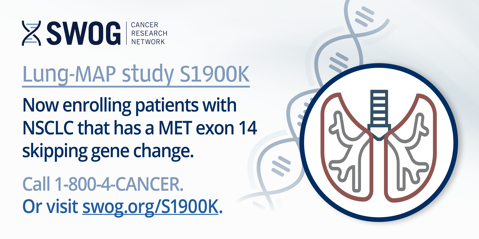 SWOG
CANCER
RESEARCH
NETWORK
Lung-MAP study S1900K
Now enrolling patients with
NSCLC that has a MET exon 14
skipping gene change.
Call 1-800-4-CANCER.
Or visit swog.org/S1900K.